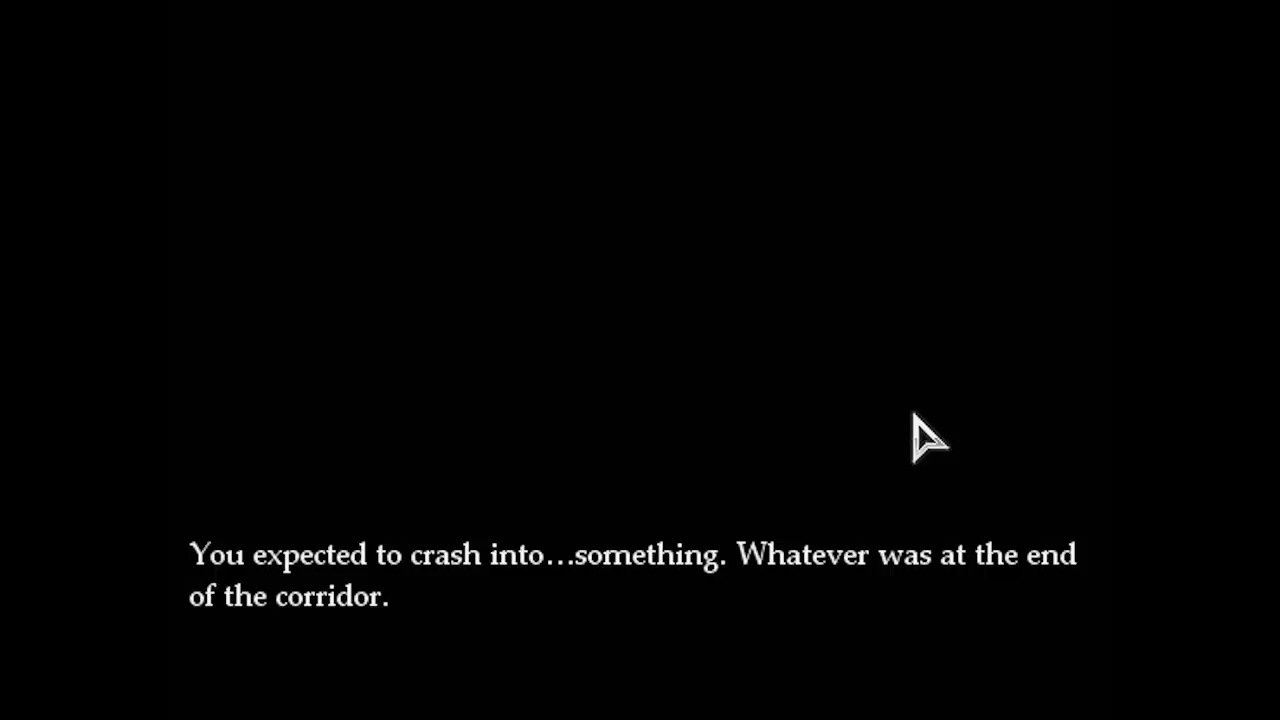 You expected to crash into...something. Whatever was at the end
of the corridor.